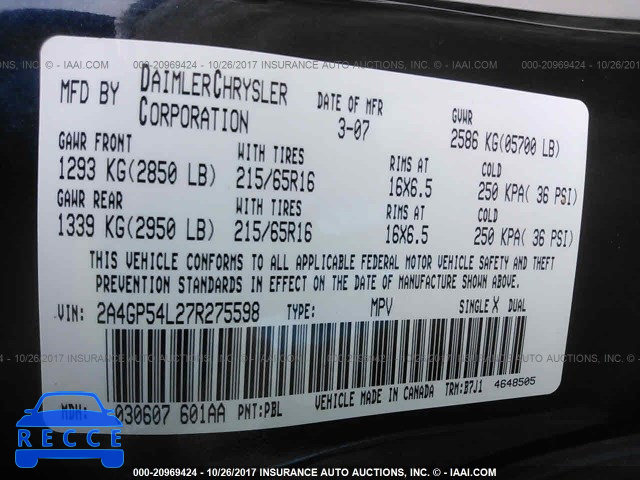 000-20969424 - 10/26/2017 INSURANCE AUTO AUCTIONS, INC. © - IAAI.COM
MFD BY DAIMLERCHRYSLER CORPORATION DATE OF MFR 3-07 GVWR 2586 KG(05700 LB)
GAWR FRONT WITH TIRES RIMS AT COLD
1293 KG(2850 LB) 215/65R16 16X6.5 250 KPA( 36 PSI)
GAWR REAR WITH TIRES RIMS AT COLD
1339 KG(2950 LB) 215/65R16 16X6.5 250 KPA( 36 PSI)
THIS VEHICLE CONFORMS TO ALL APPLICABLE FEDERAL MOTOR VEHICLE SAFETY AND THEFT
PREVENTION STANDARDS IN EFFECT ON THE DATE OF MANUFACTURE SHOWN ABOVE.
VIN: 2A4GP54L27R275598 TYPE: MPV SINGLE X DUAL
MDH: 030607 601AA PNT:PBL VEHICLE MADE IN CANADA TRM:B7J1 4648505
000-20969424 - 10/26/2017 INSURANCE AUTO AUCTIONS, INC. © - IAAI.COM